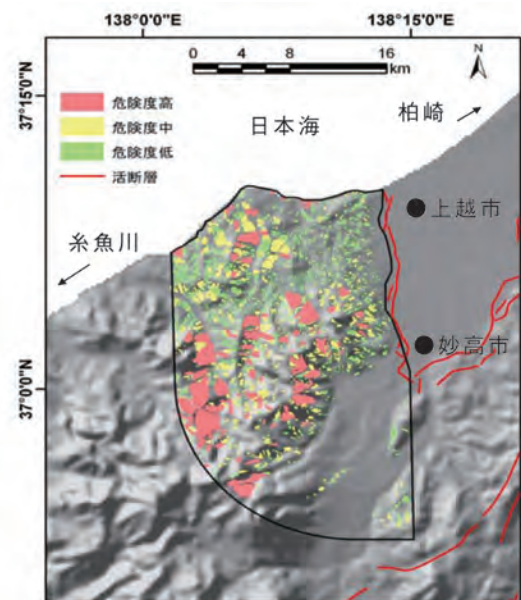 138°0'0"E
138°15'0"E
0 4 8 16
km
N
37°15'0"N
危険度高
危険度中
危険度低
活断層
日本海
柏崎
上越市
糸魚川
妙高市
37°0'0"N